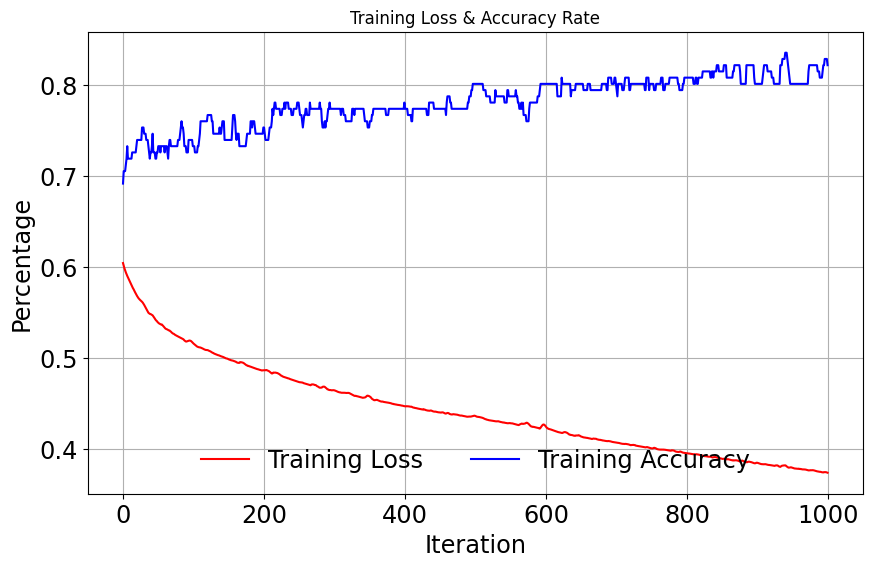 Training Loss & Accuracy Rate
Percentage
0.8
0.7
0.6
0.5
0.4
Training Loss
Training Accuracy
0 200 400 600 800 1000
Iteration